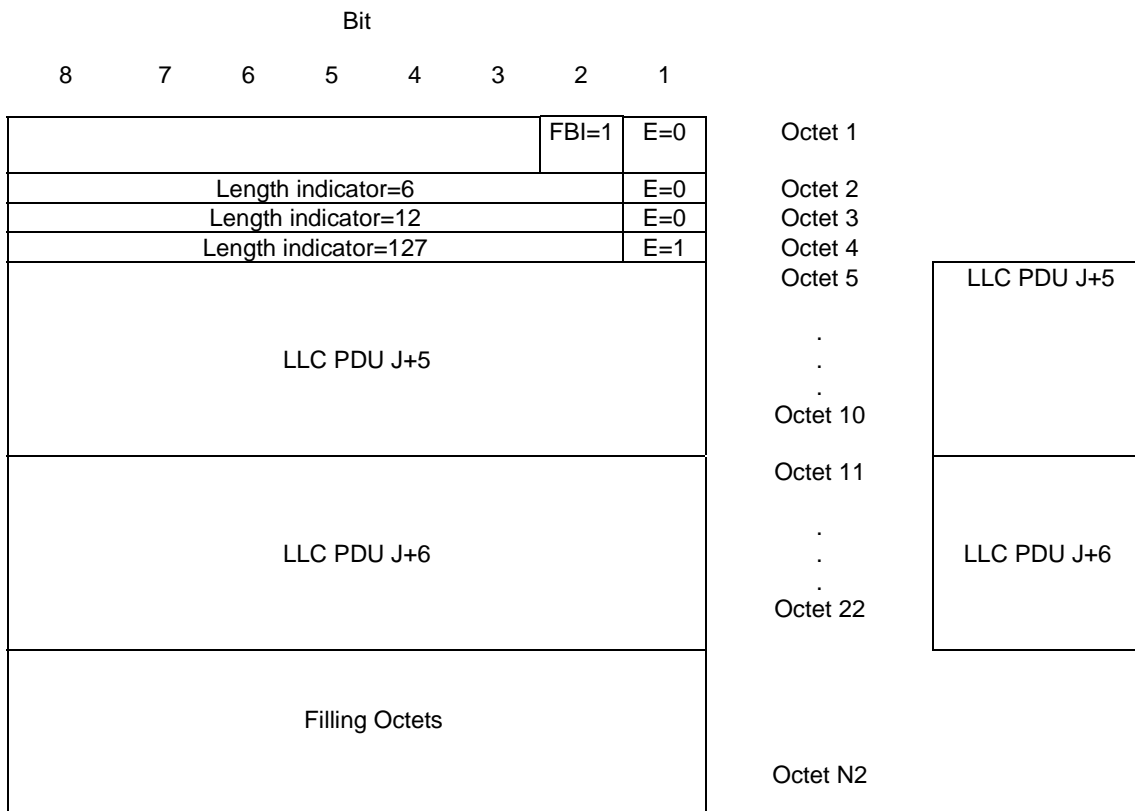 Bit
8 7 6 5 4 3 2 1
FBI=1 E=0 Octet 1
Length indicator=6 E=0 Octet 2
Length indicator=12 E=0 Octet 3
Length indicator=127 E=1 Octet 4
Octet 5 LLC PDU J+5
.
LLC PDU J+5 .
.
Octet 10
Octet 11
.
LLC PDU J+6 . LLC PDU J+6
.
Octet 22
Filling Octets
Octet N2